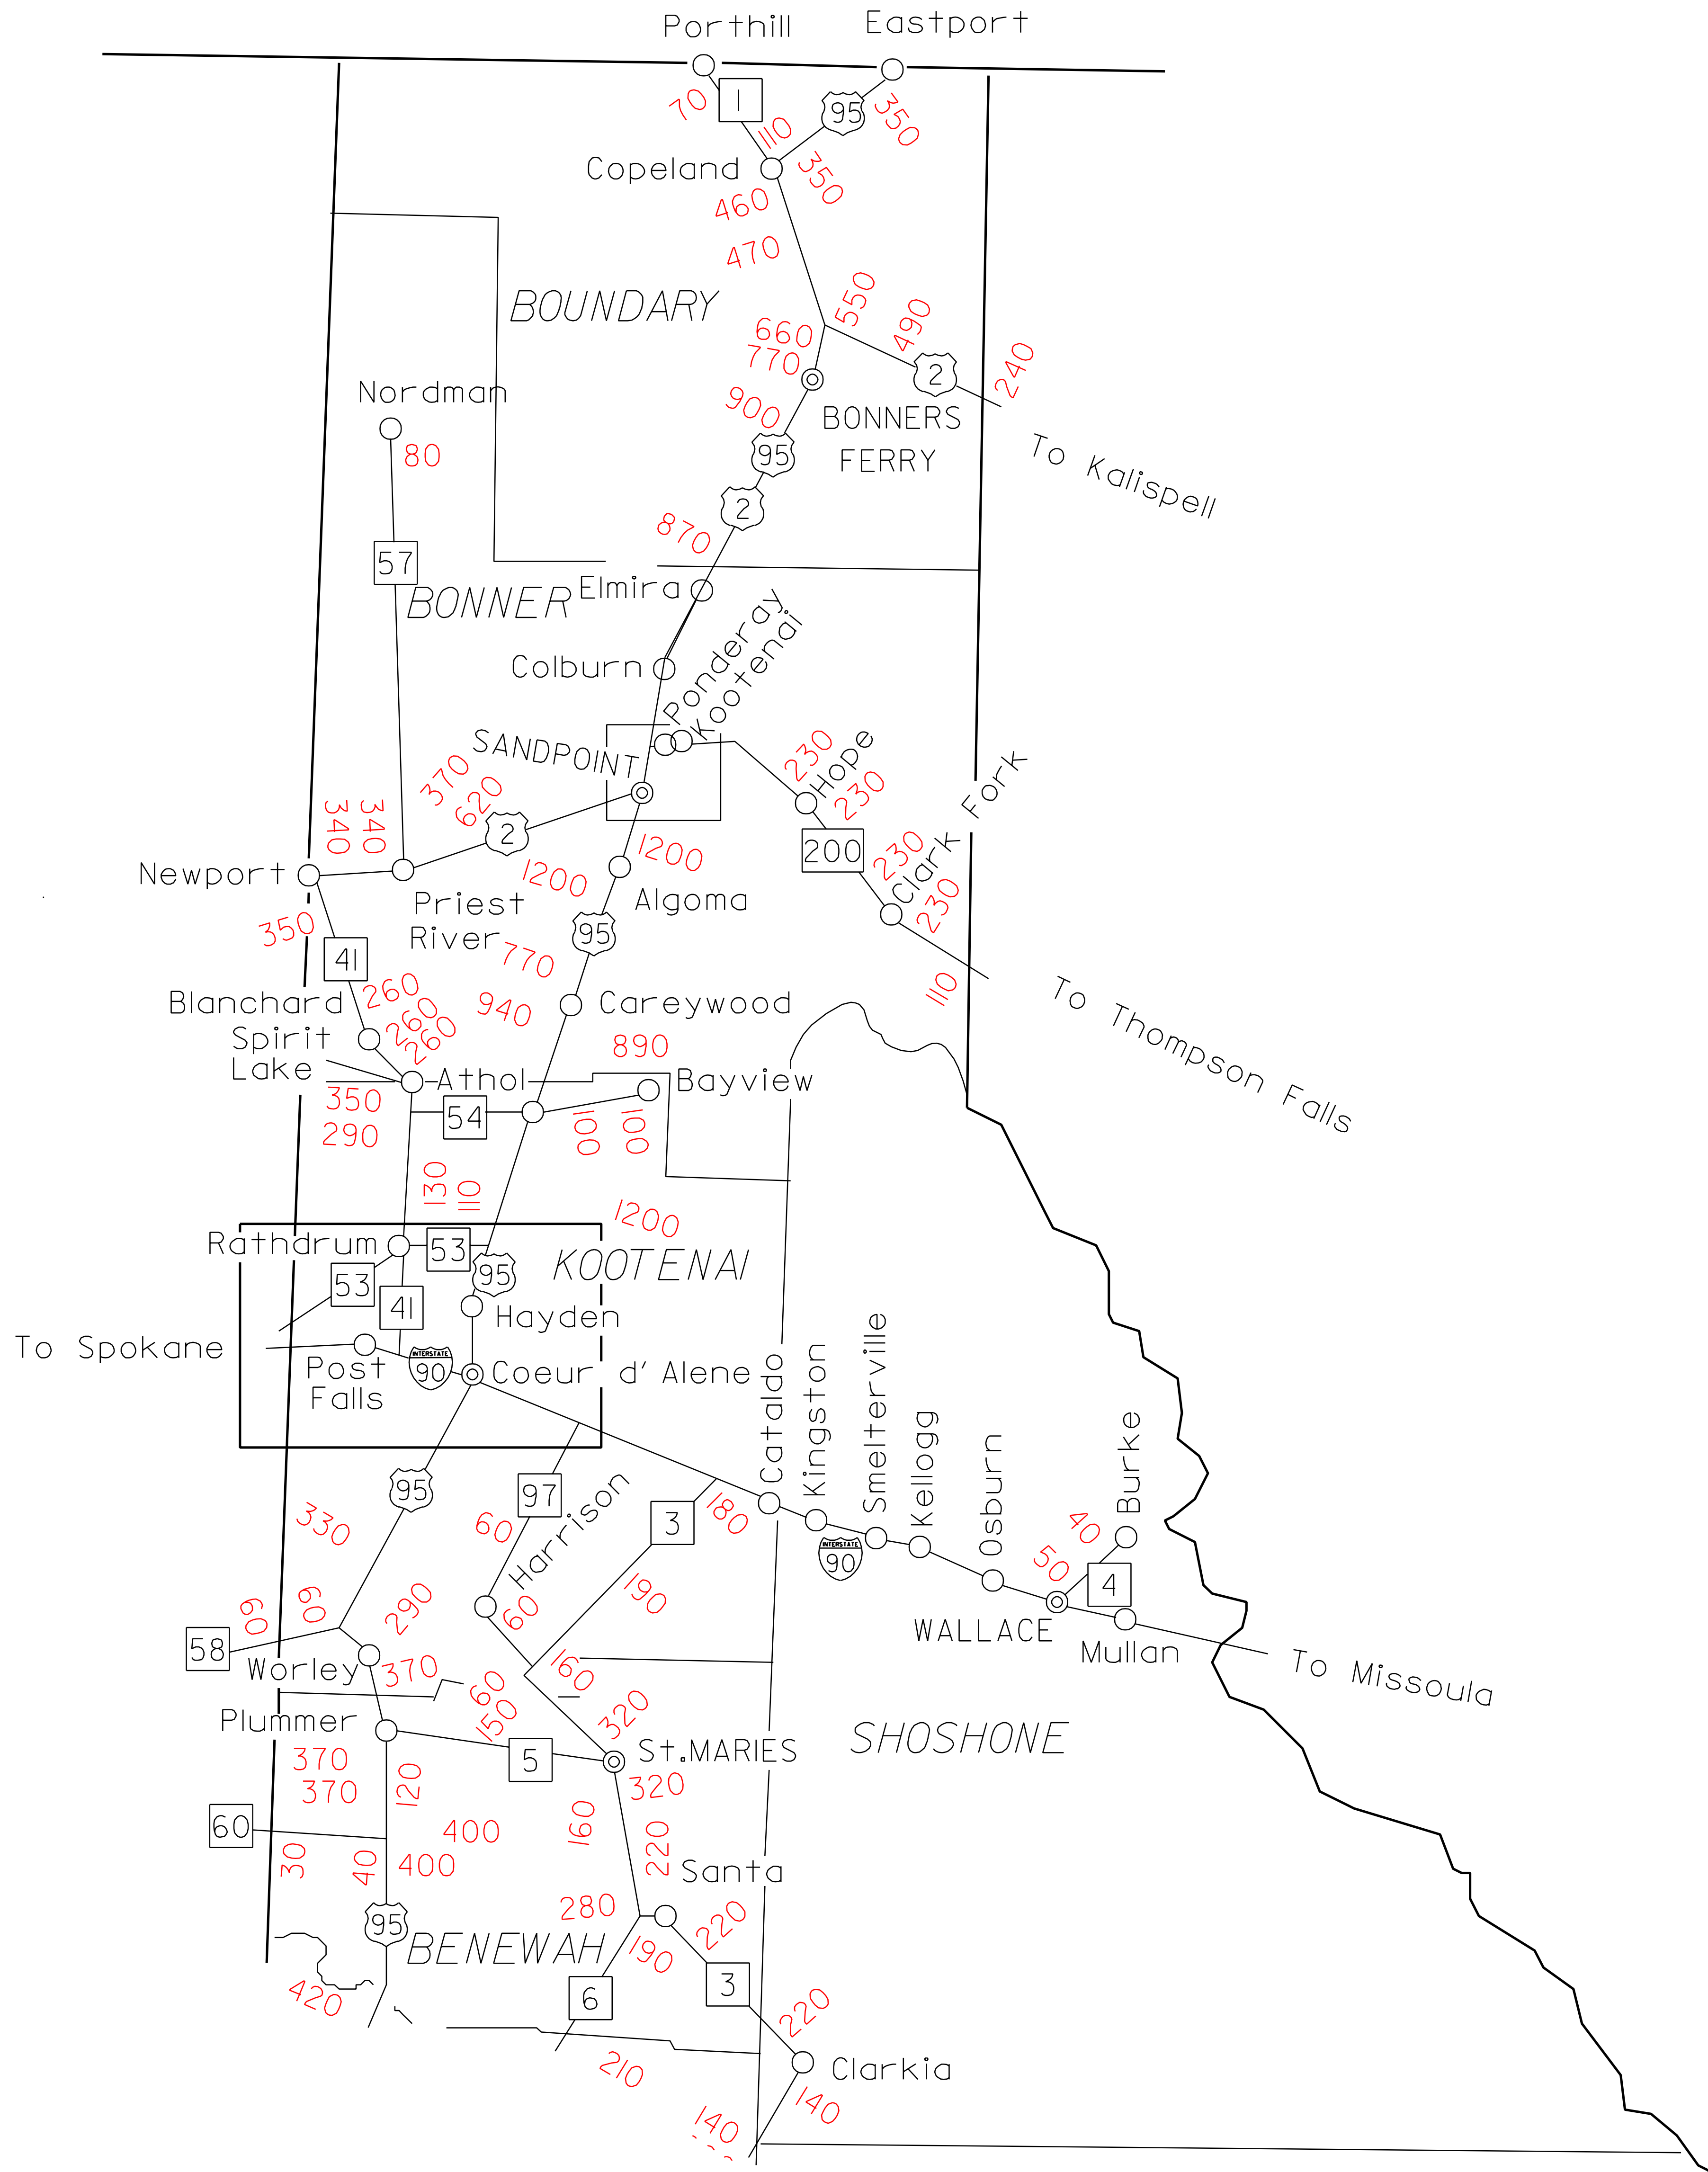 Porthill
Eastport
70
1
95
350
110
Copeland
350
460
470
BOUNDARY
550
490
660
770
2
240
Nordman
900
BONNERS
FERRY
80
95
To Kalispell
2
870
57
BONNER
Elmira
Colburn
Ponderay
Kootenai
SANDPOINT
370
620
230
Hope
230
340
340
2
1200
200
230
Clark Fork
230
Newport
1200
Algoma
Priest
River
350
95
41
770
110
To Thompson Falls
Blanchard
260
940
Careywood
Spirit
Lake
260
260
890
Athol
Bayview
350
290
54
100
100
130
110
1200
Rathdrum
53
KOOTENAI
53
95
41
Hayden
To Spokane
Post
Falls
INTERSTATE
90
Coeur d' Alene
Cataldo
Kingston
Smelterville
Kellogg
Osburn
Burke
95
97
Harrison
330
60
3
180
40
INTERSTATE
90
50
4
60
60
290
60
190
58
WALLACE
Mullan
Worley
370
160
To Missoula
60
150
320
Plummer
370
370
5
St.MARIES
SHOSHONE
320
120
60
400
160
220
30
40
400
Santa
280
95
BENEWAH
220
190
420
6
3
220
210
Clarkia
140
140